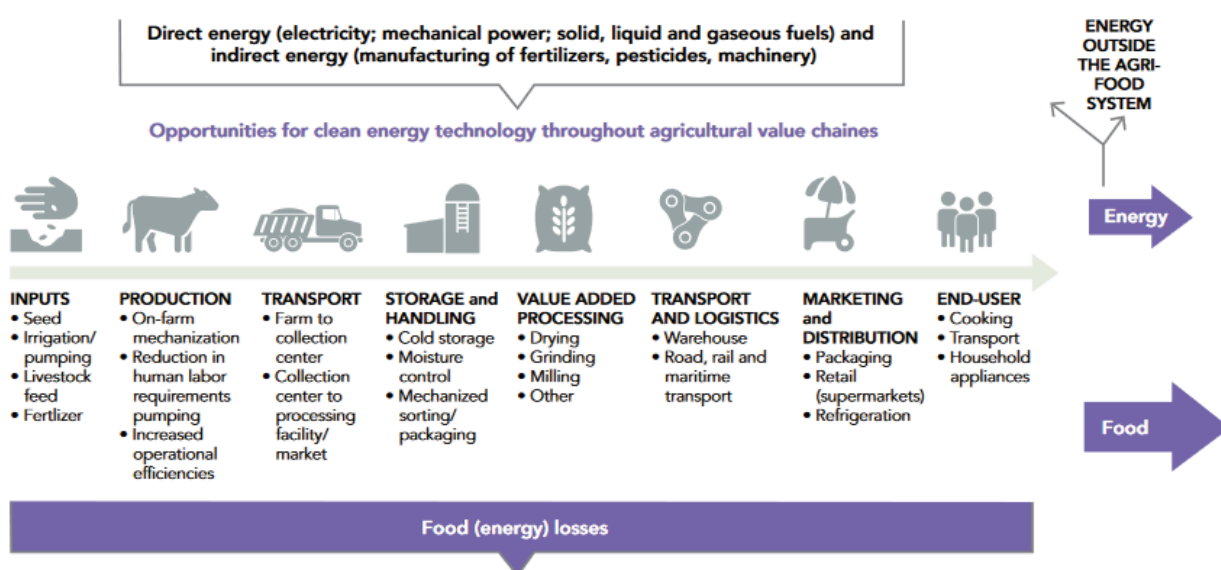 Direct energy (electricity; mechanical power; solid, liquid and gaseous fuels) and
indirect energy (manufacturing of fertilizers, pesticides, machinery)
ENERGY
OUTSIDE
THE AGRI-
FOOD
SYSTEM
Opportunities for clean energy technology throughout agricultural value chaines
Energy
INPUTS
• Seed
• Irrigation/
pumping
• Livestock
feed
• Fertlizer
PRODUCTION
• On-farm
mechanization
• Reduction in
human labor
requirements
pumping
• Increased
operational
efficiencies
TRANSPORT
• Farm to
collection
center
• Collection
center to
processing
facility/
market
STORAGE and
HANDLING
• Cold storage
• Moisture
control
• Mechanized
sorting/
packaging
VALUE ADDED
PROCESSING
• Drying
• Grinding
• Milling
• Other
TRANSPORT
AND LOGISTICS
• Warehouse
• Road, rail and
maritime
transport
MARKETING
and
DISTRIBUTION
• Packaging
• Retail
(supermarkets)
• Refrigeration
END-USER
• Cooking
• Transport
• Household
appliances
Food
Food (energy) losses